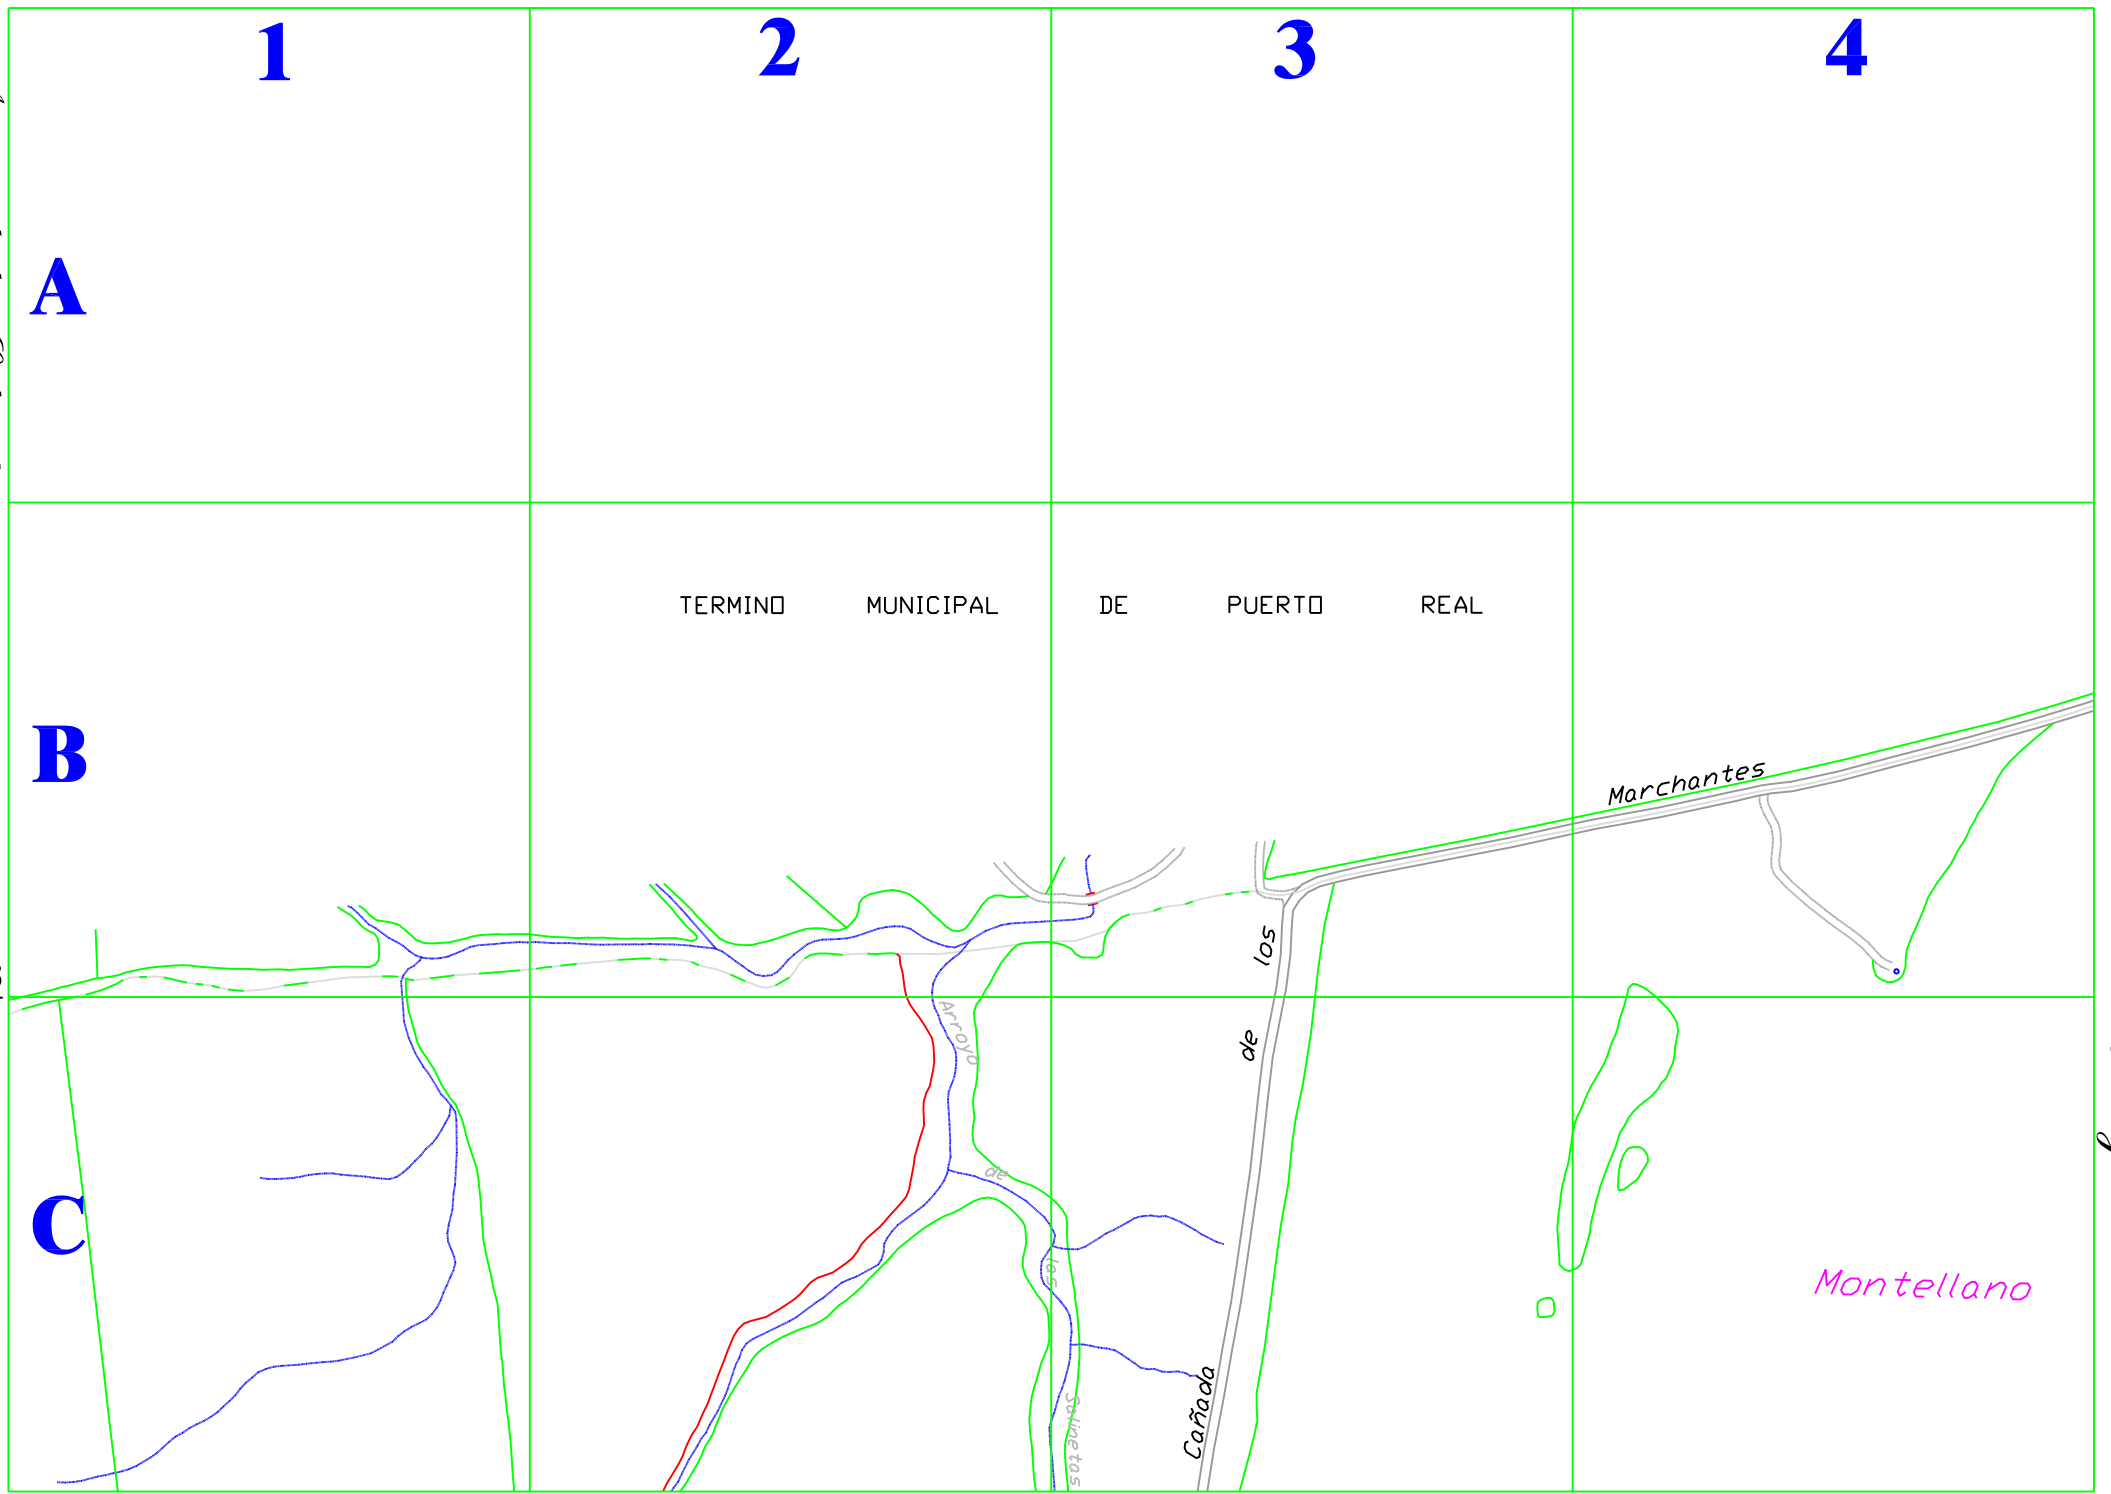 1 2 3 4
A
TERMINO MUNICIPAL DE PUERTO REAL
B
Cañada de los Marchantes
Arroyo de los Salinetas
C
Montellano